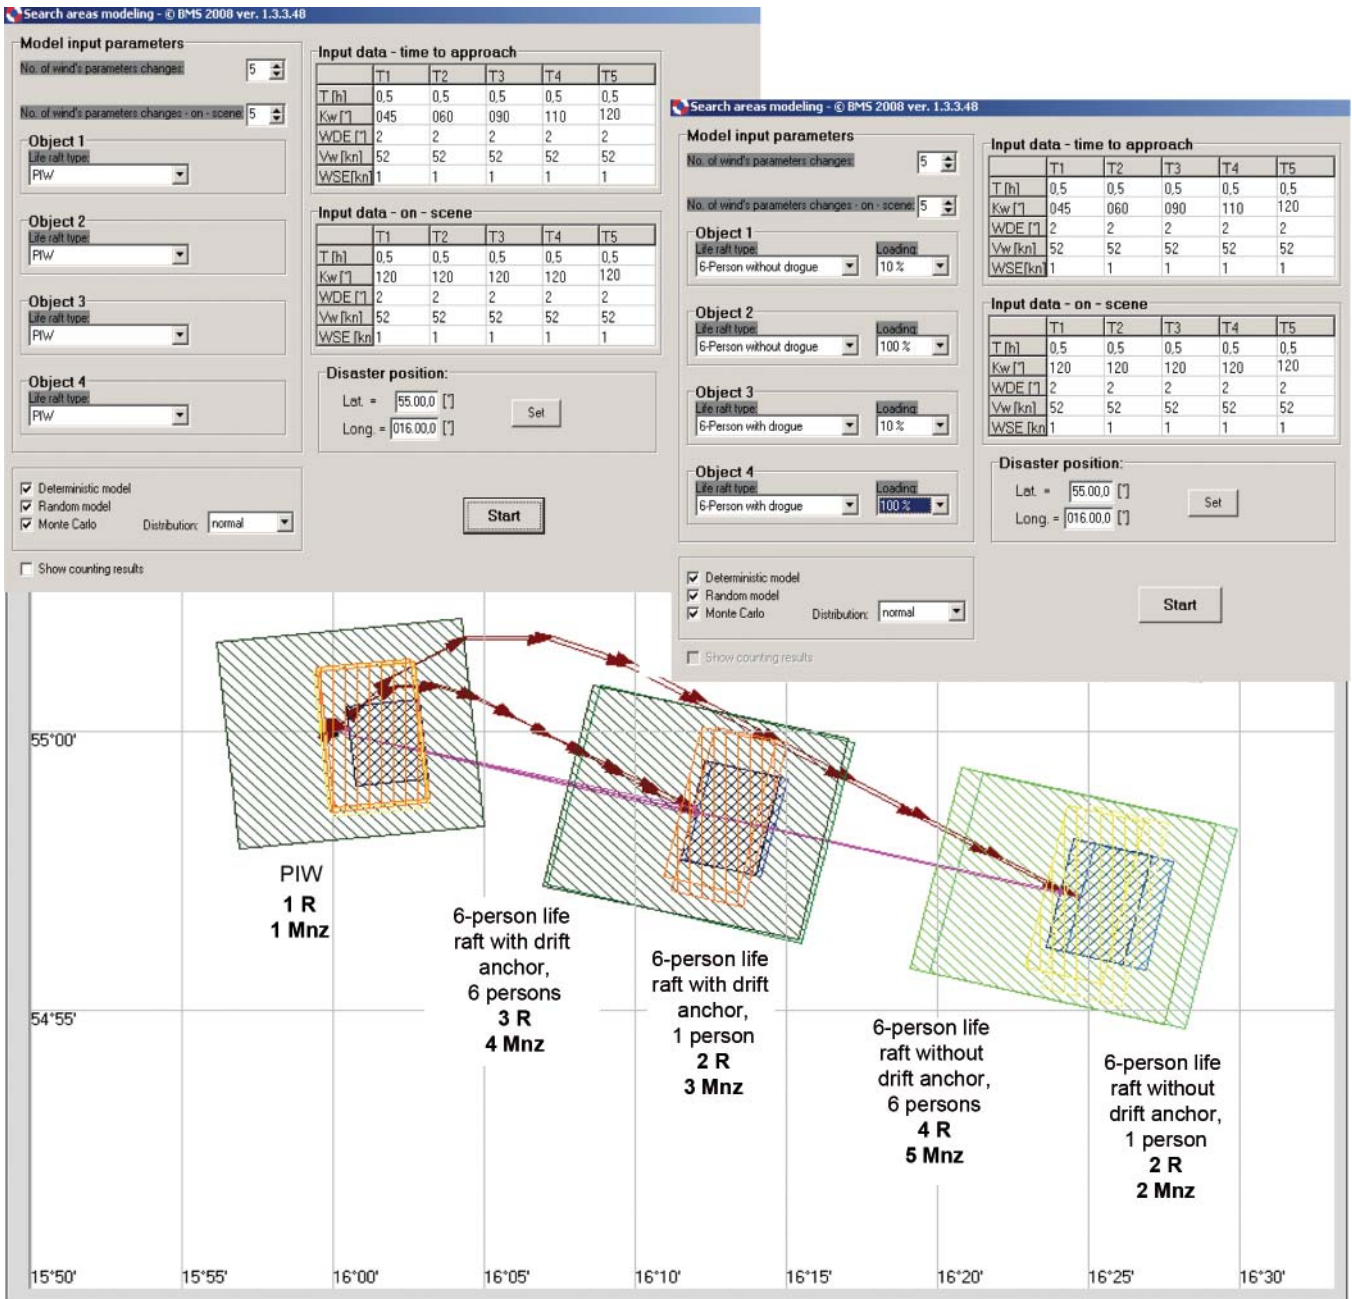 Search areas modeling - © BMS 2008 ver. 1.3.3.48
Model input parameters
No. of wind's parameters changes: 5
No. of wind's parameters changes - on - scene: 5
Object 1
Life raft type:
PIW
Object 2
Life raft type:
PIW
Object 3
Life raft type:
PIW
Object 4
Life raft type:
PIW
Deterministic model
Random model
Monte Carlo Distribution: normal
Show counting results
Input data - time to approach
T1 T2 T3 T4 T5
T [h] 0,5 0,5 0,5 0,5 0,5
Kw [°] 045 060 090 110 120
WDE [°] 2 2 2 2 2
Vw [kn] 52 52 52 52 52
WSE[kn] 1 1 1 1 1
Input data - on - scene
T1 T2 T3 T4 T5
T [h] 0,5 0,5 0,5 0,5 0,5
Kw [°] 120 120 120 120 120
WDE [°] 2 2 2 2 2
Vw [kn] 52 52 52 52 52
WSE [kn 1 1 1 1 1
Disaster position:
Lat. = 55.00,0 [°]
Long. = 016.00,0 [°]
Set
Start
Search areas modeling - © BMS 2008 ver. 1.3.3.48
Model input parameters
No. of wind's parameters changes: 5
No. of wind's parameters changes - on - scene: 5
Object 1
Life raft type: Loading:
6-Person without drogue 10 %
Object 2
Life raft type: Loading:
6-Person without drogue 100 %
Object 3
Life raft type: Loading:
6-Person with drogue 10 %
Object 4
Life raft type: Loading:
6-Person with drogue 100 %
Deterministic model
Random model
Monte Carlo Distribution: normal
Show counting results
Input data - time to approach
T1 T2 T3 T4 T5
T [h] 0,5 0,5 0,5 0,5 0,5
Kw [°] 045 060 090 110 120
WDE [°] 2 2 2 2 2
Vw [kn] 52 52 52 52 52
WSE[kn] 1 1 1 1 1
Input data - on - scene
T1 T2 T3 T4 T5
T [h] 0,5 0,5 0,5 0,5 0,5
Kw [°] 120 120 120 120 120
WDE [°] 2 2 2 2 2
Vw [kn] 52 52 52 52 52
WSE [kn 1 1 1 1 1
Disaster position:
Lat. = 55.00,0 [°]
Long. = 016.00,0 [°]
Set
Start
55°00'
54°55'
PIW
1 R
1 Mnz
6-person life
raft with drift
anchor,
6 persons
3 R
4 Mnz
6-person life
raft with drift
anchor,
1 person
2 R
3 Mnz
6-person life
raft without
drift anchor,
6 persons
4 R
5 Mnz
6-person life
raft without
drift anchor,
1 person
2 R
2 Mnz
15°50' 15°55' 16°00' 16°05' 16°10' 16°15' 16°20' 16°25' 16°30'